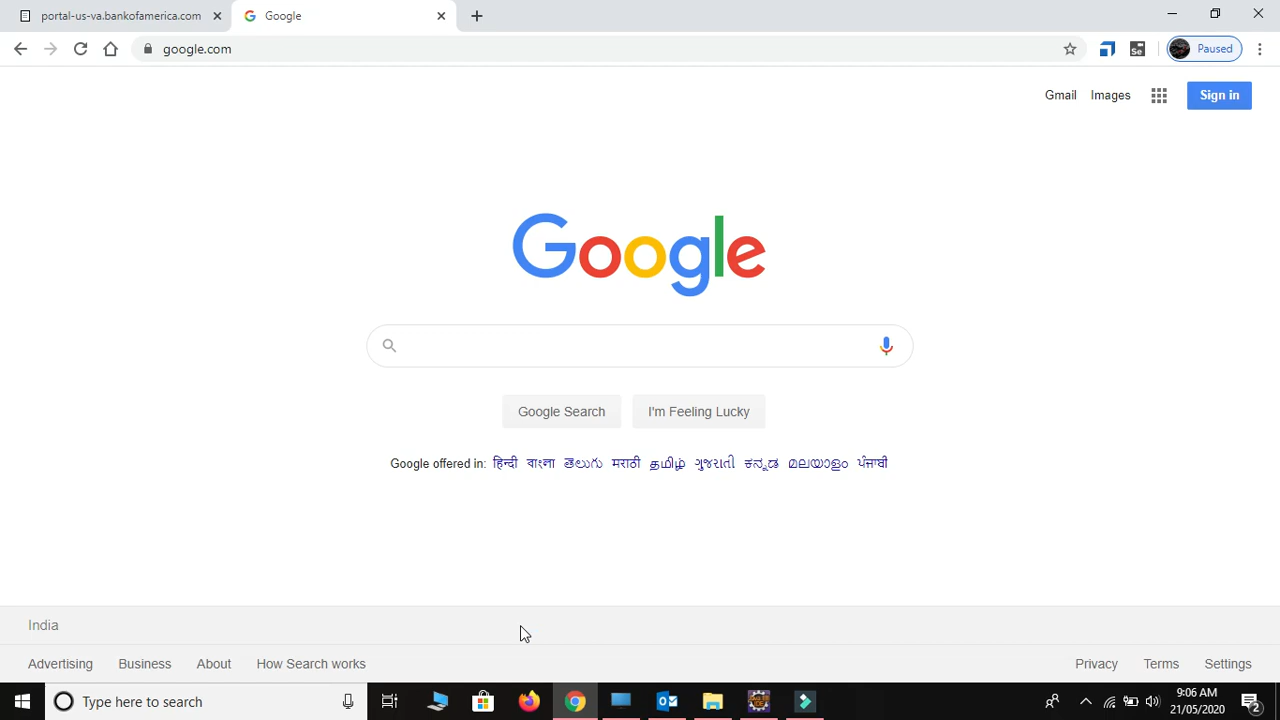 portal-us-va.bankofamerica.com
Google
google.com
Se
Paused
Gmail Images Sign in
Google
Google Search I'm Feeling Lucky
Google offered in: हिन्दी বাংলা తెలుగు मराठी தமிழ் ગુજરાતી ಕನ್ನಡ മലയാളം ਪੰਜਾਬੀ
India
Advertising Business About How Search works Privacy Terms Settings
Type here to search
9:06 AM
21/05/2020
2